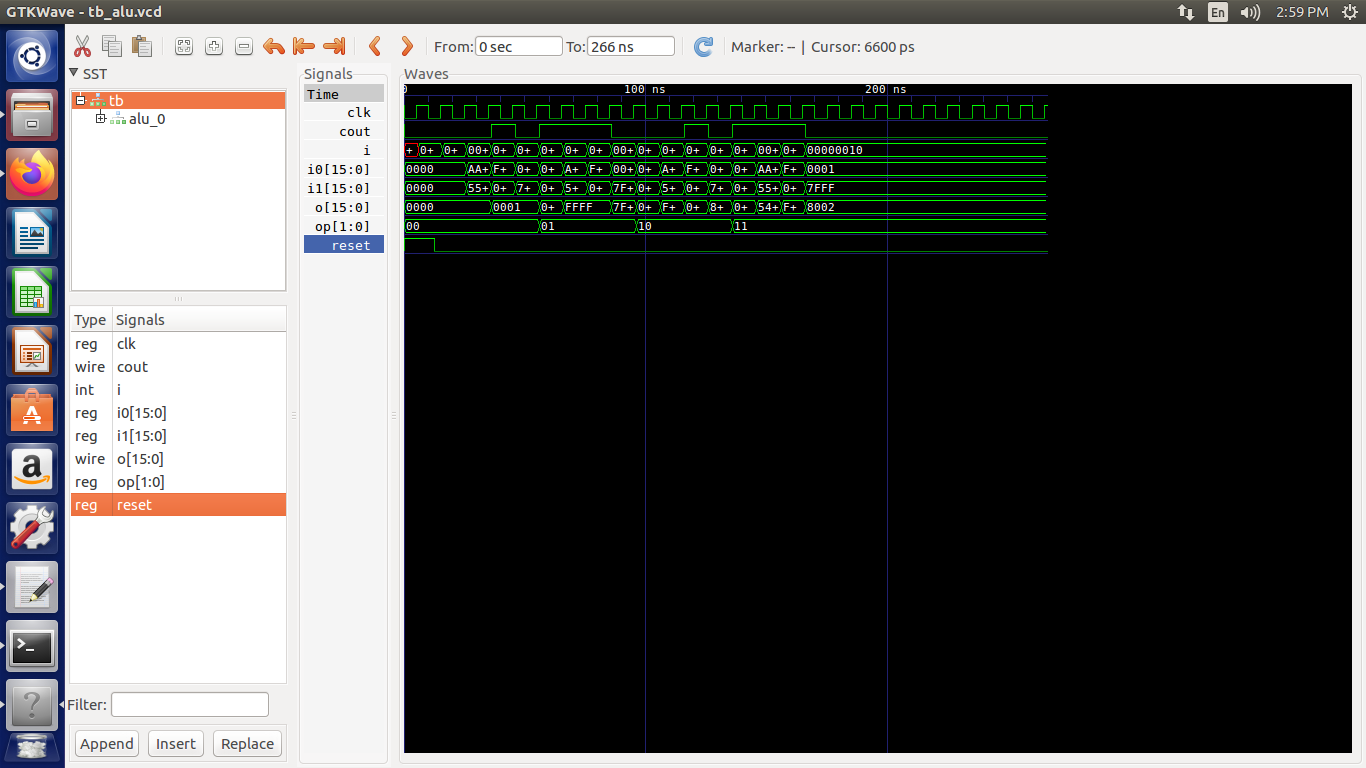 GTKWave - tb_alu.vcd
En
2:59 PM
From: 0 sec To: 266 ns
Marker: -- | Cursor: 6600 ps
SST
tb
alu_0
Type Signals
reg clk
wire cout
int i
reg i0[15:0]
reg i1[15:0]
wire o[15:0]
reg op[1:0]
reg reset
Filter:
Append Insert Replace
Signals
Time
clk
cout
i
i0[15:0]
i1[15:0]
o[15:0]
op[1:0]
reset
Waves
0 100 ns 200 ns
+ 0+ 0+ 00+ 0+ 0+ 0+ 0+ 0+ 00+ 0+ 0+ 0+ 0+ 0+ 00+ 0+ 00000010
0000 AA+ F+ 0+ 0+ A+ F+ 00+ 0+ A+ F+ 0+ 0+ AA+ F+ 0001
0000 55+ 0+ 7+ 0+ 5+ 0+ 7F+ 0+ 5+ 0+ 7+ 0+ 55+ 0+ 7FFF
0000 0001 0+ FFFF 7F+ 0+ F+ 0+ 8+ 0+ 54+ F+ 8002
00 01 10 11